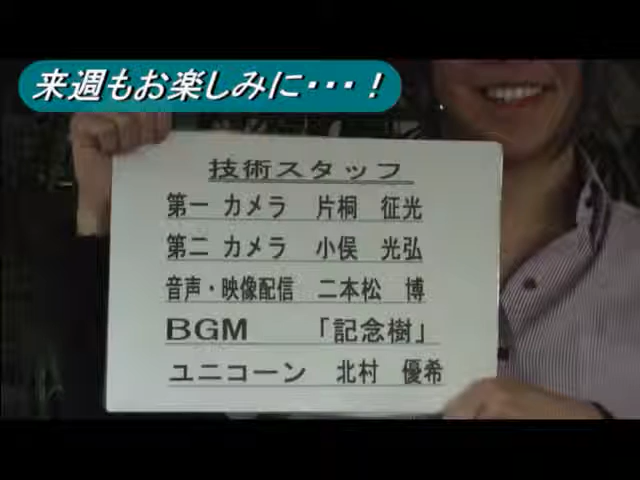 来週もお楽しみに・・・！
技術スタッフ
第一 カメラ 片桐 征光
第二 カメラ 小俣 光弘
音声・映像配信 二本松 博
BGM 「記念樹」
ユニコーン 北村 優希